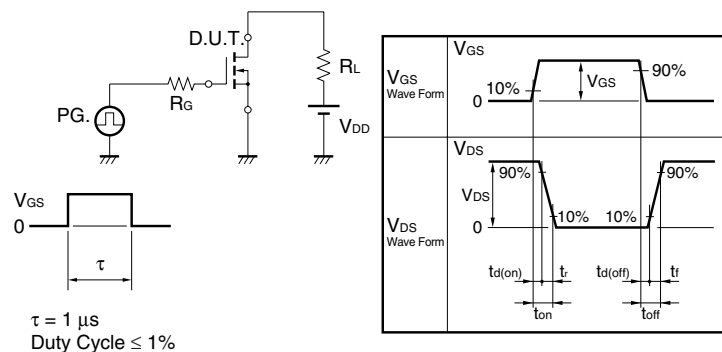 D.U.T.
RL
RG
PG.
VDD
VGS
0
τ
τ = 1 μs
Duty Cycle ≤ 1%
VGS
Wave Form
VGS
10%
VGS
90%
0
VDS
Wave Form
VDS
90%
VDS
10%
10%
90%
0
td(on)
tr
td(off)
tf
ton
toff